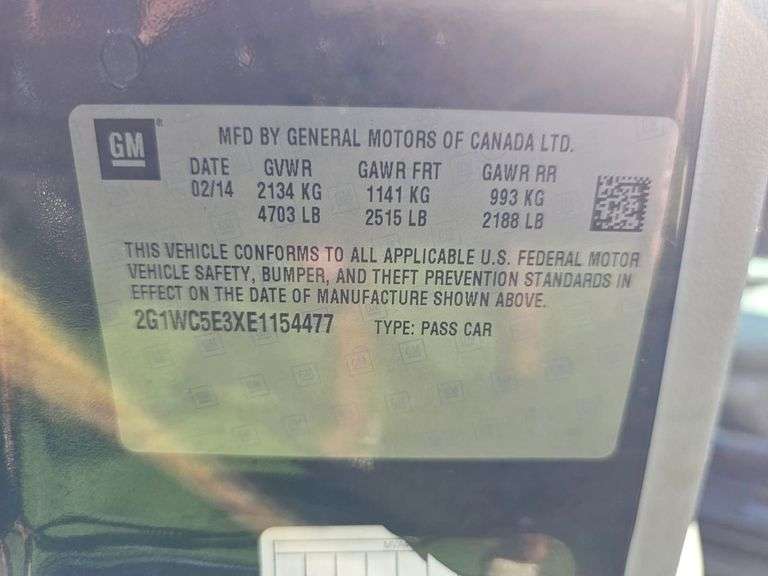 GM
MFD BY GENERAL MOTORS OF CANADA LTD.
DATE GVWR GAWR FRT GAWR RR
02/14 2134 KG 1141 KG 993 KG
4703 LB 2515 LB 2188 LB
THIS VEHICLE CONFORMS TO ALL APPLICABLE U.S. FEDERAL MOTOR
VEHICLE SAFETY, BUMPER, AND THEFT PREVENTION STANDARDS IN
EFFECT ON THE DATE OF MANUFACTURE SHOWN ABOVE.
2G1WC5E3XE1154477 TYPE: PASS CAR